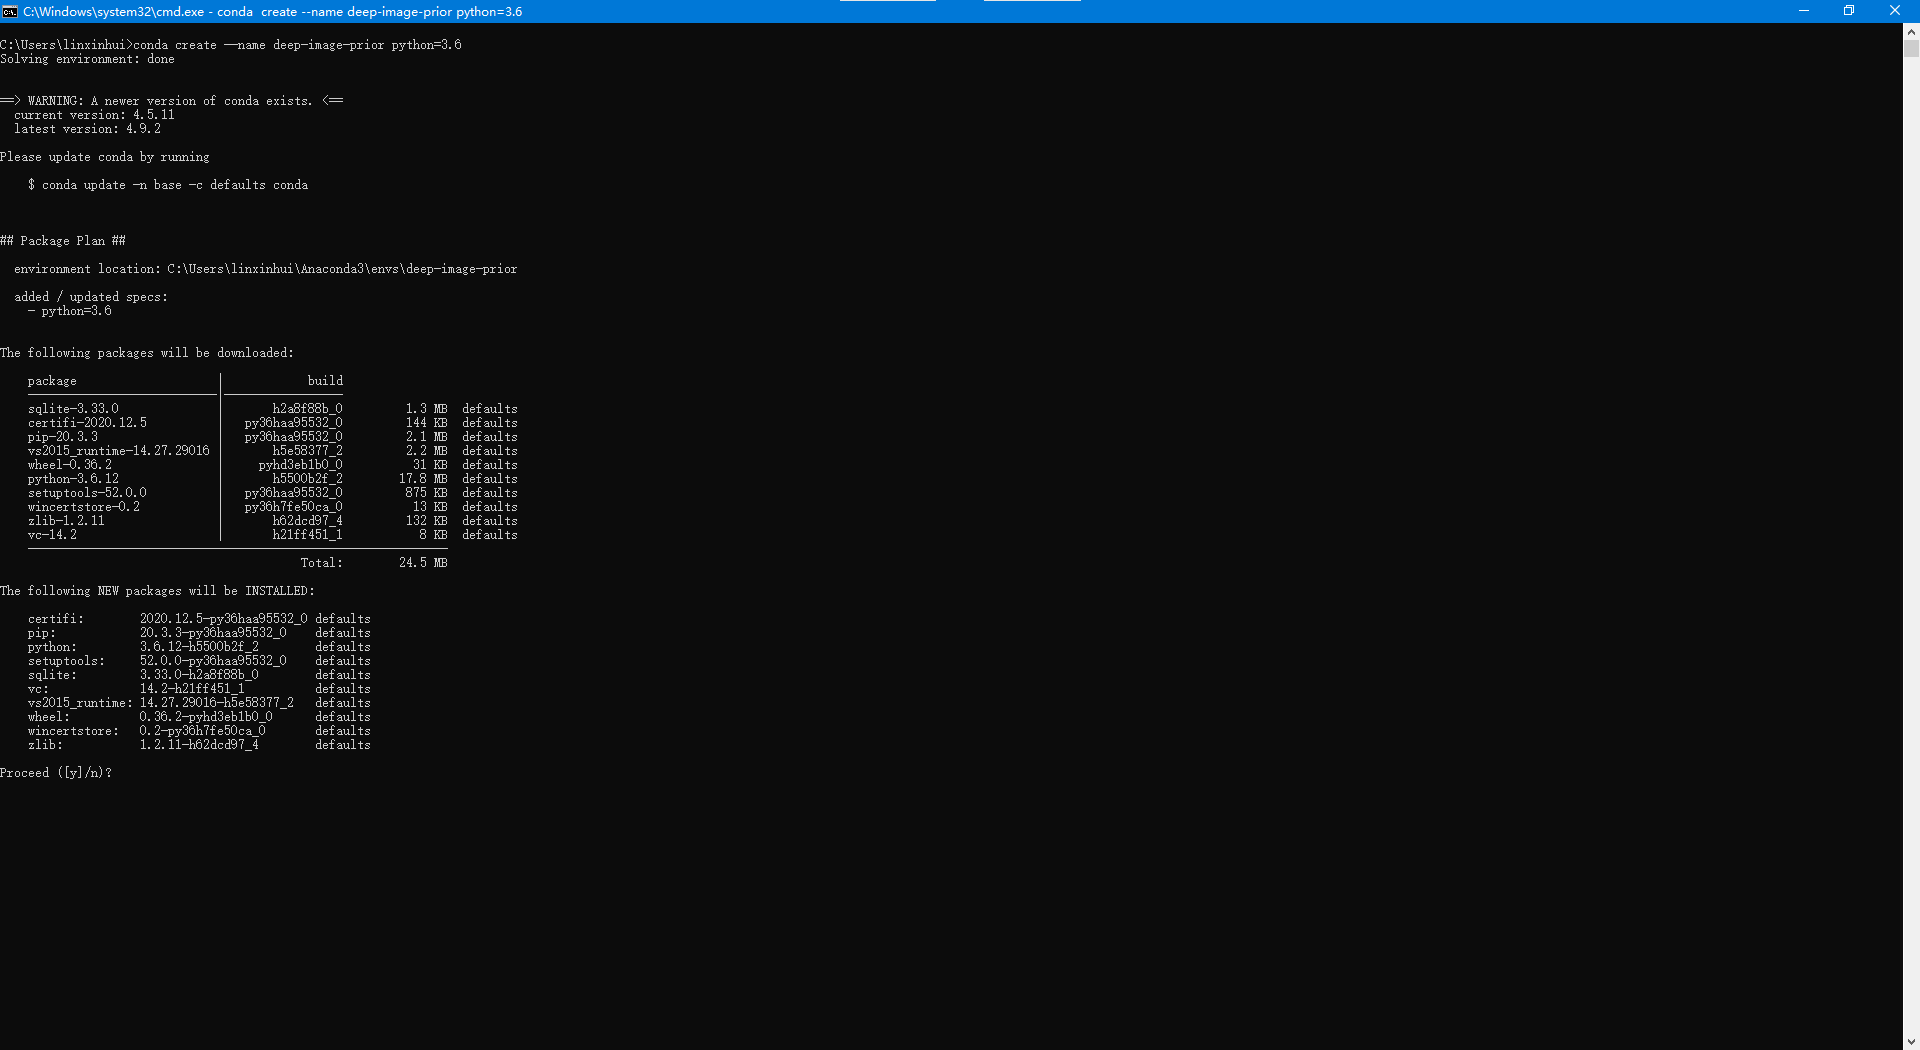 C:\Windows\system32\cmd.exe - conda  create --name deep-image-prior python=3.6
C:\Users\linxinhui>conda create --name deep-image-prior python=3.6
Solving environment: done
==> WARNING: A newer version of conda exists. <==
  current version: 4.5.11
  latest version: 4.9.2
Please update conda by running
    $ conda update -n base -c defaults conda
## Package Plan ##
  environment location: C:\Users\linxinhui\Anaconda3\envs\deep-image-prior
  added / updated specs:
    - python=3.6
The following packages will be downloaded:
    package                    |            build
    ---------------------------|-----------------
    sqlite-3.33.0              |       h2a8f88b_0         1.3 MB  defaults
    certifi-2020.12.5          |   py36haa95532_0         144 KB  defaults
    pip-20.3.3                 |   py36haa95532_0         2.1 MB  defaults
    vs2015_runtime-14.27.29016 |       h5e58377_2         2.2 MB  defaults
    wheel-0.36.2               |     pyhd3eb1b0_0          31 KB  defaults
    python-3.6.12              |       h5500b2f_2        17.8 MB  defaults
    setuptools-52.0.0          |   py36haa95532_0         875 KB  defaults
    wincertstore-0.2           |   py36h7fe50ca_0          13 KB  defaults
    zlib-1.2.11                |       h62dcd97_4         132 KB  defaults
    vc-14.2                    |       h21ff451_1           8 KB  defaults
    ------------------------------------------------------------
                                           Total:        24.5 MB
The following NEW packages will be INSTALLED:
    certifi:        2020.12.5-py36haa95532_0 defaults
    pip:            20.3.3-py36haa95532_0    defaults
    python:         3.6.12-h5500b2f_2        defaults
    setuptools:     52.0.0-py36haa95532_0    defaults
    sqlite:         3.33.0-h2a8f88b_0        defaults
    vc:             14.2-h21ff451_1          defaults
    vs2015_runtime: 14.27.29016-h5e58377_2   defaults
    wheel:          0.36.2-pyhd3eb1b0_0      defaults
    wincertstore:   0.2-py36h7fe50ca_0       defaults
    zlib:           1.2.11-h62dcd97_4        defaults
Proceed ([y]/n)?